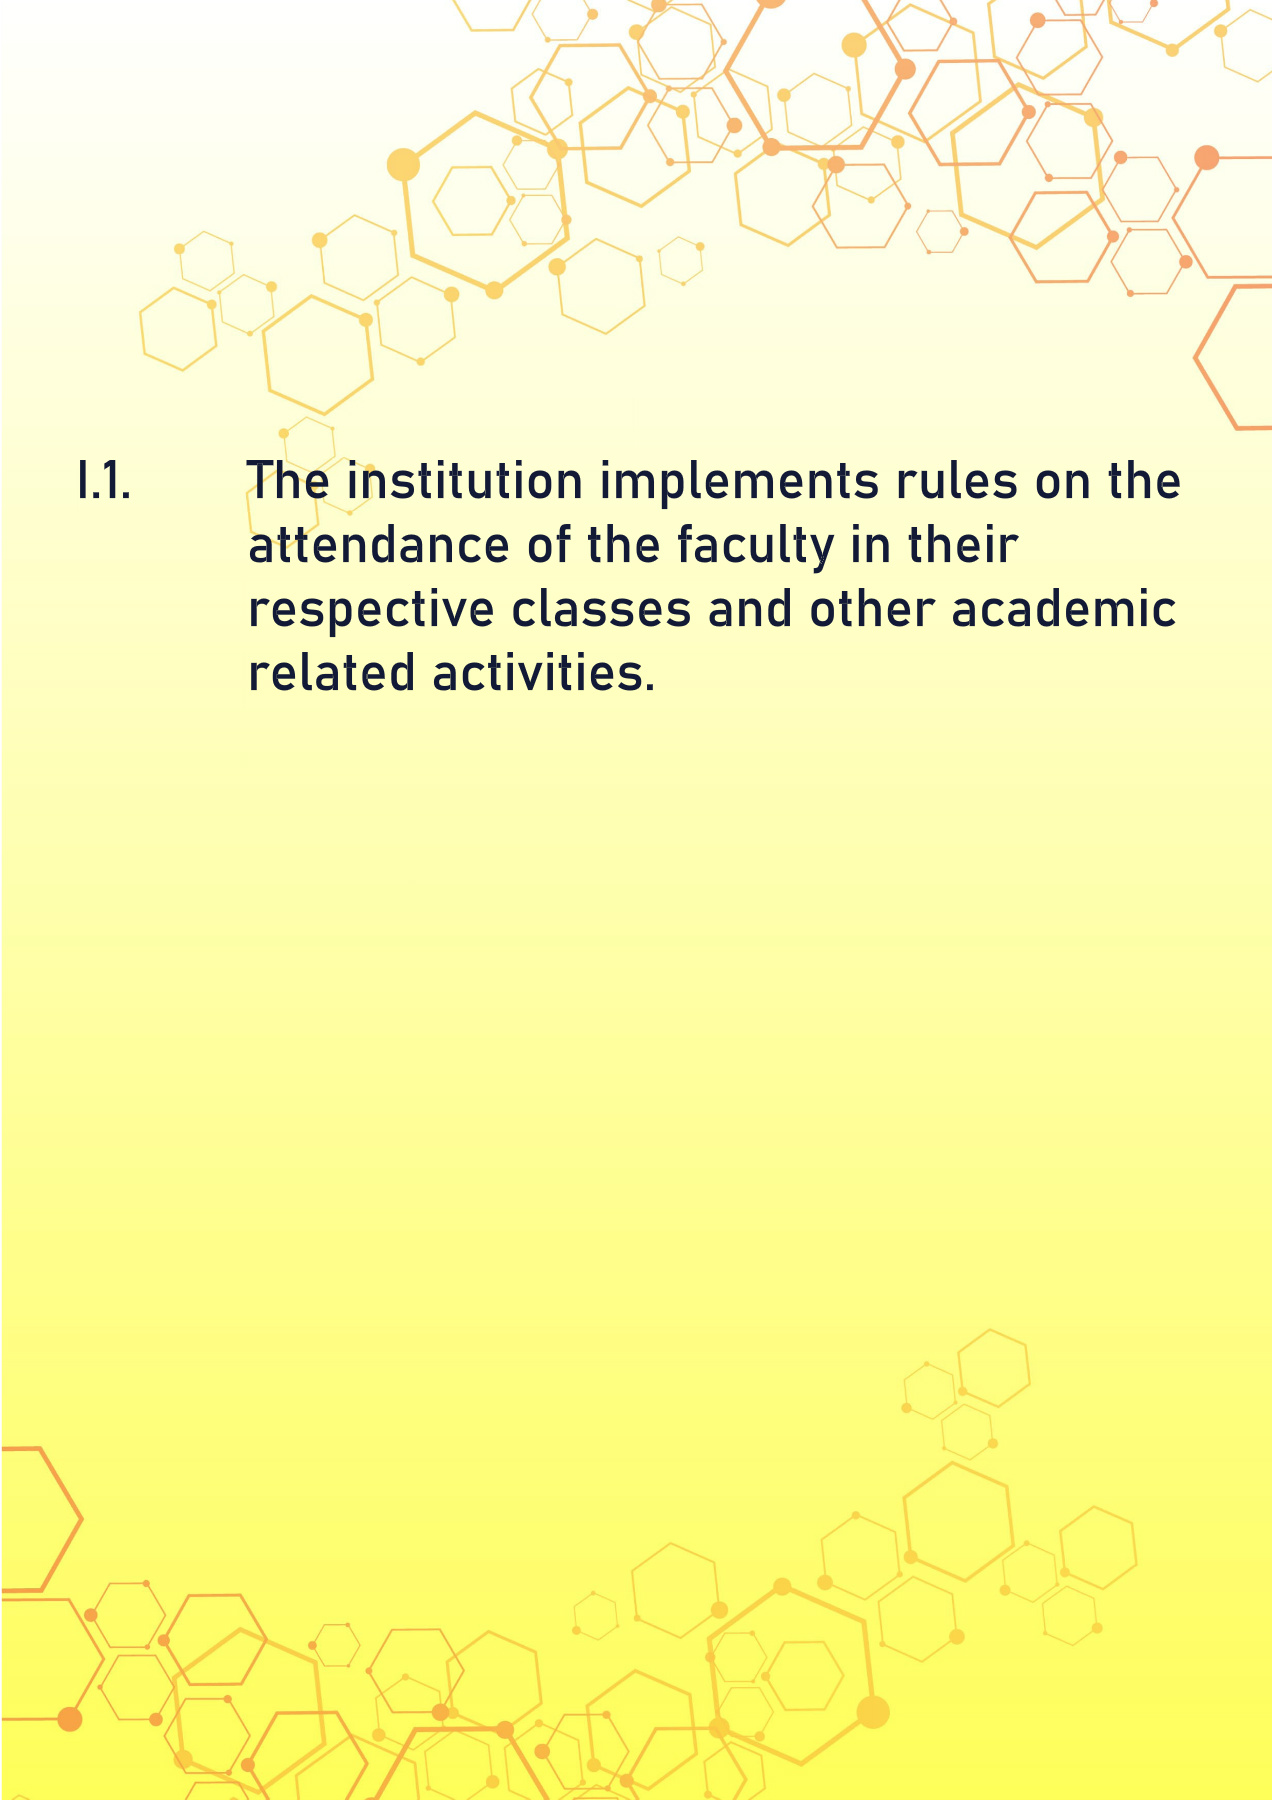 I.1. The institution implements rules on the
attendance of the faculty in their
respective classes and other academic
related activities.